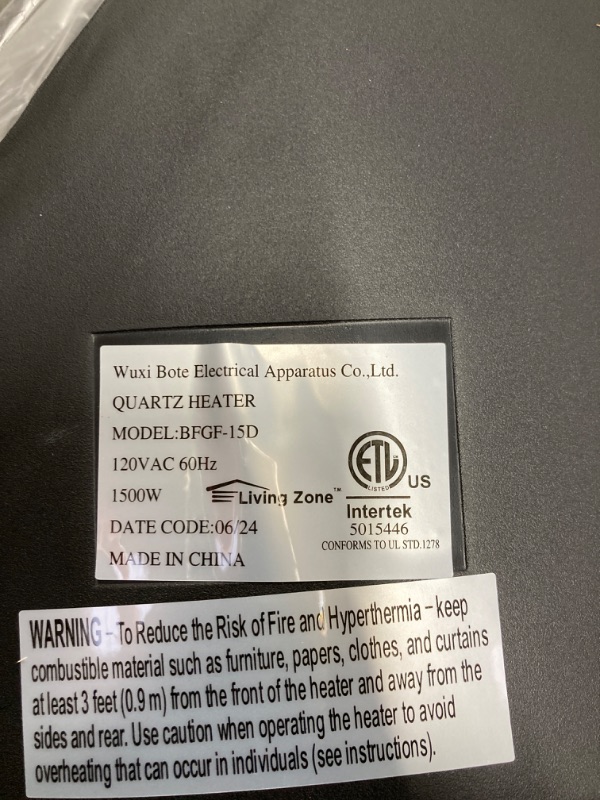 Wuxi Bote Electrical Apparatus Co.,Ltd.
QUARTZ HEATER
MODEL:BFGF-15D
120VAC 60Hz
1500W
Living Zone™
DATE CODE:06/24
MADE IN CHINA
ETL
LISTED
US
Intertek
5015446
CONFORMS TO UL STD.1278
WARNING – To Reduce the Risk of Fire and Hyperthermia – keep
combustible material such as furniture, papers, clothes, and curtains
at least 3 feet (0.9 m) from the front of the heater and away from the
sides and rear. Use caution when operating the heater to avoid
overheating that can occur in individuals (see instructions).